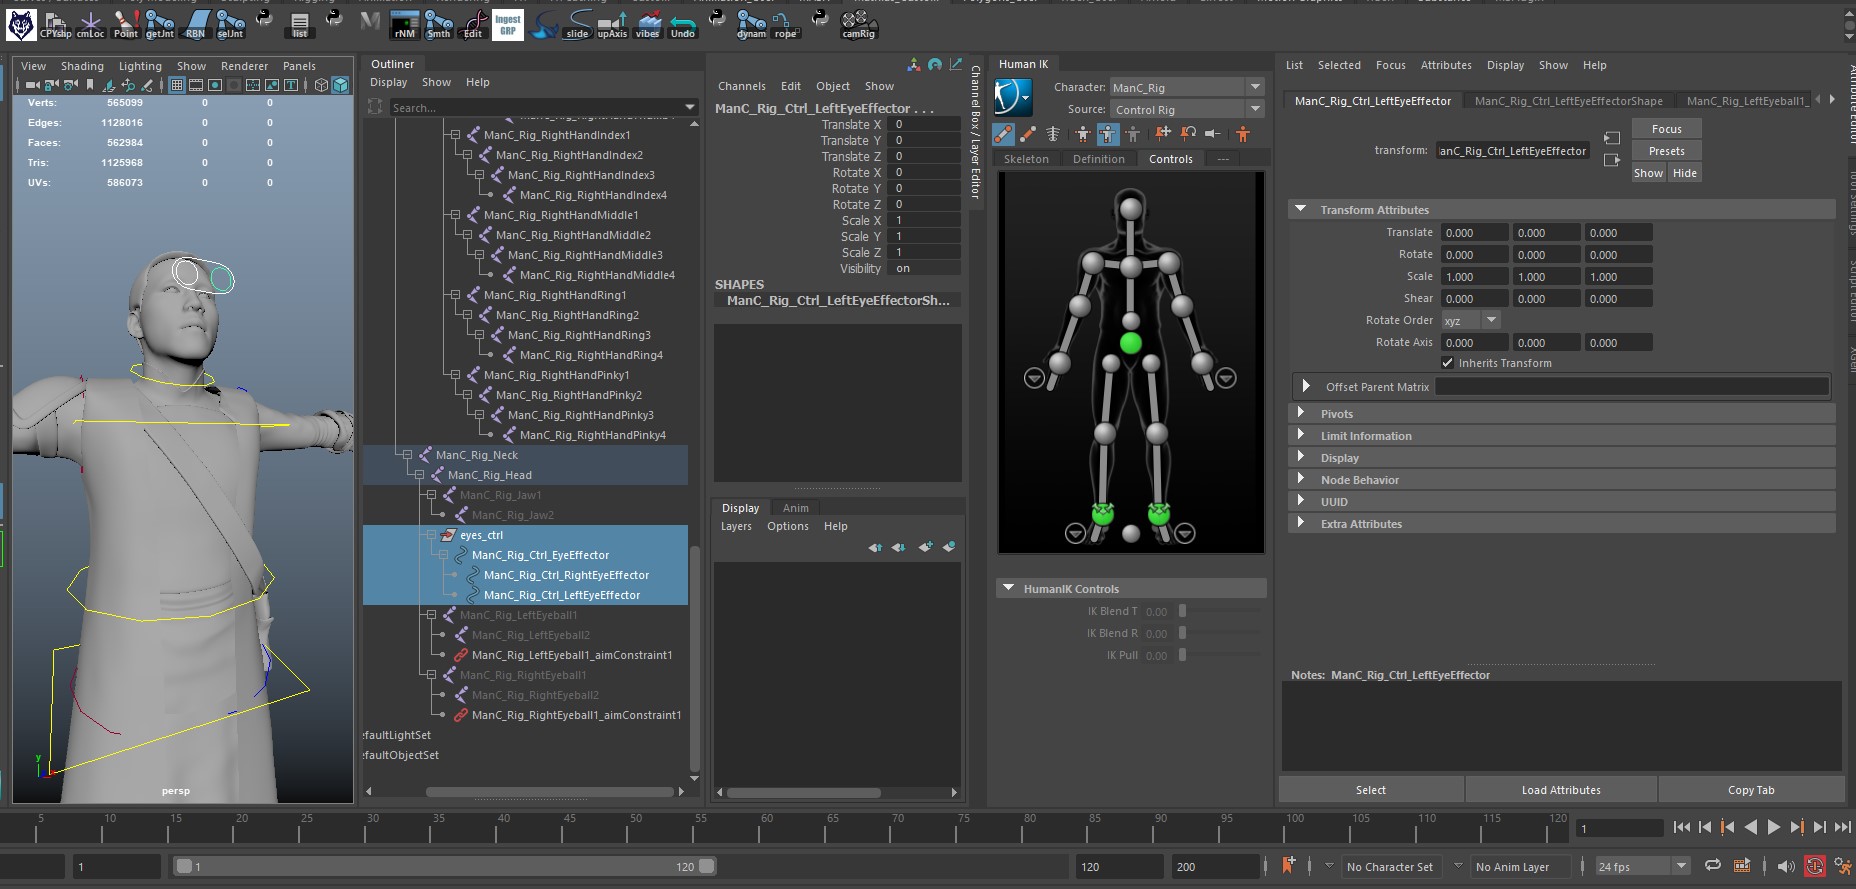 CPYshp cmLoc Point getJnt RBN selJnt list rNM Smth Edit Ingest GRP slide upAxis vibes Undo dynam rope camRig
View Shading Lighting Show Renderer Panels
Verts: 565099 0 0
Edges: 1128016 0 0
Faces: 562984 0 0
Tris: 1125968 0 0
UVs: 586073 0 0
y
persp
Outliner
Display Show Help
Search...
ManC_Rig_RightHandIndex1
ManC_Rig_RightHandIndex2
ManC_Rig_RightHandIndex3
ManC_Rig_RightHandIndex4
ManC_Rig_RightHandMiddle1
ManC_Rig_RightHandMiddle2
ManC_Rig_RightHandMiddle3
ManC_Rig_RightHandMiddle4
ManC_Rig_RightHandRing1
ManC_Rig_RightHandRing2
ManC_Rig_RightHandRing3
ManC_Rig_RightHandRing4
ManC_Rig_RightHandPinky1
ManC_Rig_RightHandPinky2
ManC_Rig_RightHandPinky3
ManC_Rig_RightHandPinky4
ManC_Rig_Neck
ManC_Rig_Head
ManC_Rig_Jaw1
ManC_Rig_Jaw2
eyes_ctrl
ManC_Rig_Ctrl_EyeEffector
ManC_Rig_Ctrl_RightEyeEffector
ManC_Rig_Ctrl_LeftEyeEffector
ManC_Rig_LeftEyeball1
ManC_Rig_LeftEyeball2
ManC_Rig_LeftEyeball1_aimConstraint1
ManC_Rig_RightEyeball1
ManC_Rig_RightEyeball2
ManC_Rig_RightEyeball1_aimConstraint1
efaultLightSet
efaultObjectSet
Channels Edit Object Show
ManC_Rig_Ctrl_LeftEyeEffector . . .
Translate X 0
Translate Y 0
Translate Z 0
Rotate X 0
Rotate Y 0
Rotate Z 0
Scale X 1
Scale Y 1
Scale Z 1
Visibility on
SHAPES
ManC_Rig_Ctrl_LeftEyeEffectorSh...
Display Anim
Layers Options Help
Channel Box / Layer Editor
Human IK
Character: ManC_Rig
Source: Control Rig
Skeleton Definition Controls ---
HumanIK Controls
IK Blend T 0.00
IK Blend R 0.00
IK Pull 0.00
List Selected Focus Attributes Display Show Help
ManC_Rig_Ctrl_LeftEyeEffector ManC_Rig_Ctrl_LeftEyeEffectorShape ManC_Rig_LeftEyeball1_
transform: anC_Rig_Ctrl_LeftEyeEffector
Focus
Presets
Show Hide
Transform Attributes
Translate 0.000 0.000 0.000
Rotate 0.000 0.000 0.000
Scale 1.000 1.000 1.000
Shear 0.000 0.000 0.000
Rotate Order xyz
Rotate Axis 0.000 0.000 0.000
Inherits Transform
Offset Parent Matrix
Pivots
Limit Information
Display
Node Behavior
UUID
Extra Attributes
Notes: ManC_Rig_Ctrl_LeftEyeEffector
Select Load Attributes Copy Tab
5 10 15 20 25 30 35 40 45 50 55 60 65 70 75 80 85 90 95 100 105 110 115 120 1
1 1 120 120 200 No Character Set No Anim Layer 24 fps